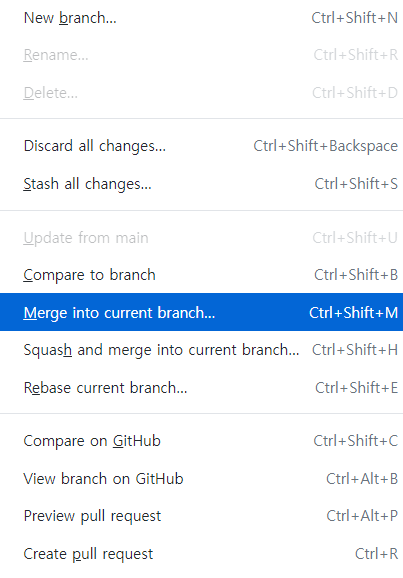 New branch... Ctrl+Shift+N
Rename... Ctrl+Shift+R
Delete... Ctrl+Shift+D
Discard all changes... Ctrl+Shift+Backspace
Stash all changes... Ctrl+Shift+S
Update from main Ctrl+Shift+U
Compare to branch Ctrl+Shift+B
Merge into current branch... Ctrl+Shift+M
Squash and merge into current branch... Ctrl+Shift+H
Rebase current branch... Ctrl+Shift+E
Compare on GitHub Ctrl+Shift+C
View branch on GitHub Ctrl+Alt+B
Preview pull request Ctrl+Alt+P
Create pull request Ctrl+R